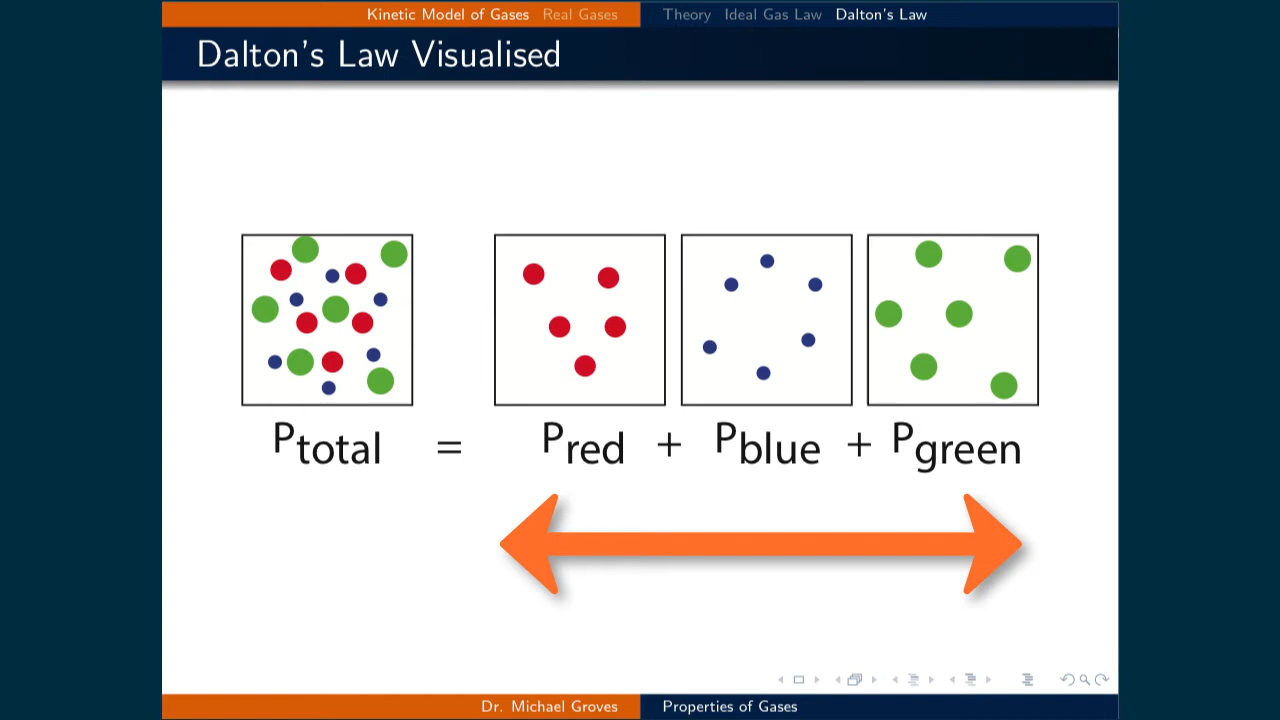 Kinetic Model of Gases Real Gases Theory Ideal Gas Law Dalton's Law
Dalton's Law Visualised
Ptotal = Pred + Pblue + Pgreen
Dr. Michael Groves Properties of Gases